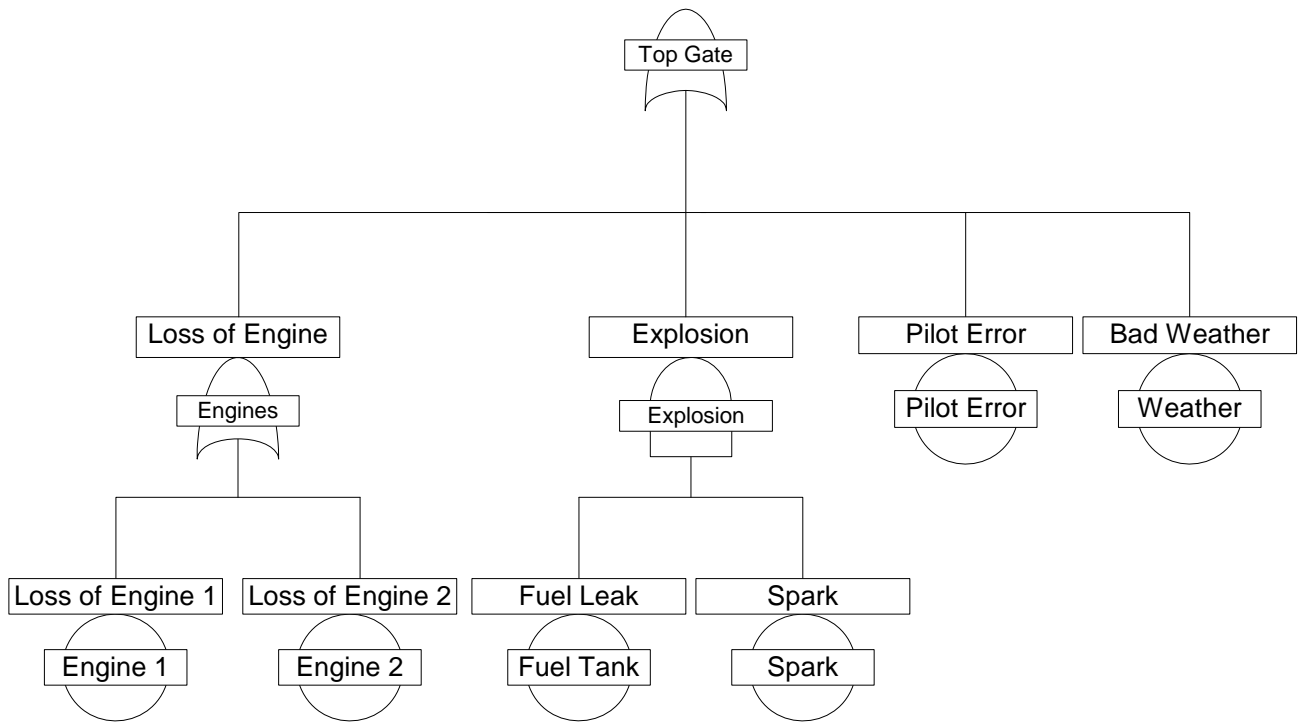 Top Gate
Loss of Engine
Explosion
Pilot Error
Bad Weather
Engines
Explosion
Pilot Error
Weather
Loss of Engine 1
Loss of Engine 2
Fuel Leak
Spark
Engine 1
Engine 2
Fuel Tank
Spark